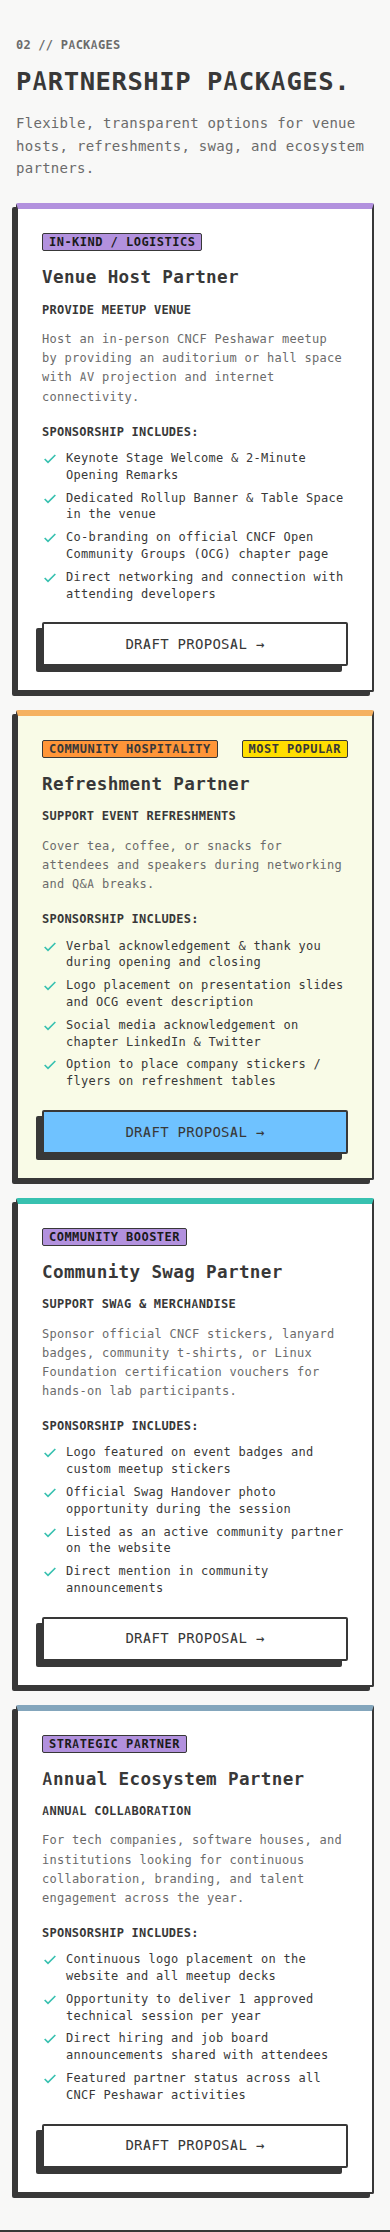 02 // PACKAGES
PARTNERSHIP PACKAGES.
Flexible, transparent options for venue
hosts, refreshments, swag, and ecosystem
partners.
IN-KIND / LOGISTICS
Venue Host Partner
PROVIDE MEETUP VENUE
Host an in-person CNCF Peshawar meetup
by providing an auditorium or hall space
with AV projection and internet
connectivity.
SPONSORSHIP INCLUDES:
Keynote Stage Welcome & 2-Minute
Opening Remarks
Dedicated Rollup Banner & Table Space
in the venue
Co-branding on official CNCF Open
Community Groups (OCG) chapter page
Direct networking and connection with
attending developers
DRAFT PROPOSAL →
COMMUNITY HOSPITALITY MOST POPULAR
Refreshment Partner
SUPPORT EVENT REFRESHMENTS
Cover tea, coffee, or snacks for
attendees and speakers during networking
and Q&A breaks.
SPONSORSHIP INCLUDES:
Verbal acknowledgement & thank you
during opening and closing
Logo placement on presentation slides
and OCG event description
Social media acknowledgement on
chapter LinkedIn & Twitter
Option to place company stickers /
flyers on refreshment tables
DRAFT PROPOSAL →
COMMUNITY BOOSTER
Community Swag Partner
SUPPORT SWAG & MERCHANDISE
Sponsor official CNCF stickers, lanyard
badges, community t-shirts, or Linux
Foundation certification vouchers for
hands-on lab participants.
SPONSORSHIP INCLUDES:
Logo featured on event badges and
custom meetup stickers
Official Swag Handover photo
opportunity during the session
Listed as an active community partner
on the website
Direct mention in community
announcements
DRAFT PROPOSAL →
STRATEGIC PARTNER
Annual Ecosystem Partner
ANNUAL COLLABORATION
For tech companies, software houses, and
institutions looking for continuous
collaboration, branding, and talent
engagement across the year.
SPONSORSHIP INCLUDES:
Continuous logo placement on the
website and all meetup decks
Opportunity to deliver 1 approved
technical session per year
Direct hiring and job board
announcements shared with attendees
Featured partner status across all
CNCF Peshawar activities
DRAFT PROPOSAL →